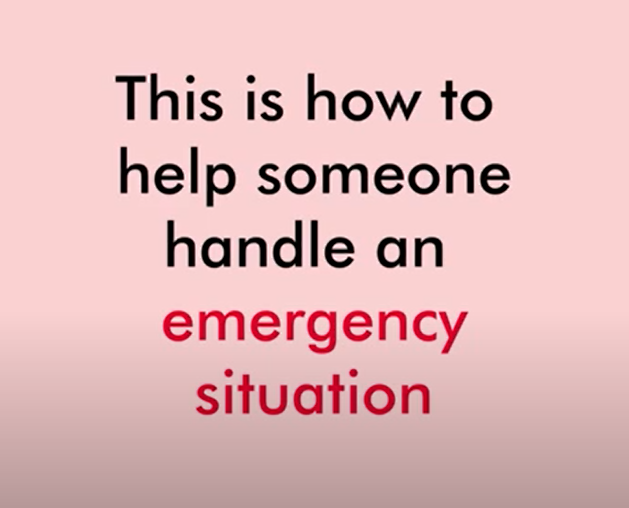 This is how to
help someone
handle an
emergency
situation